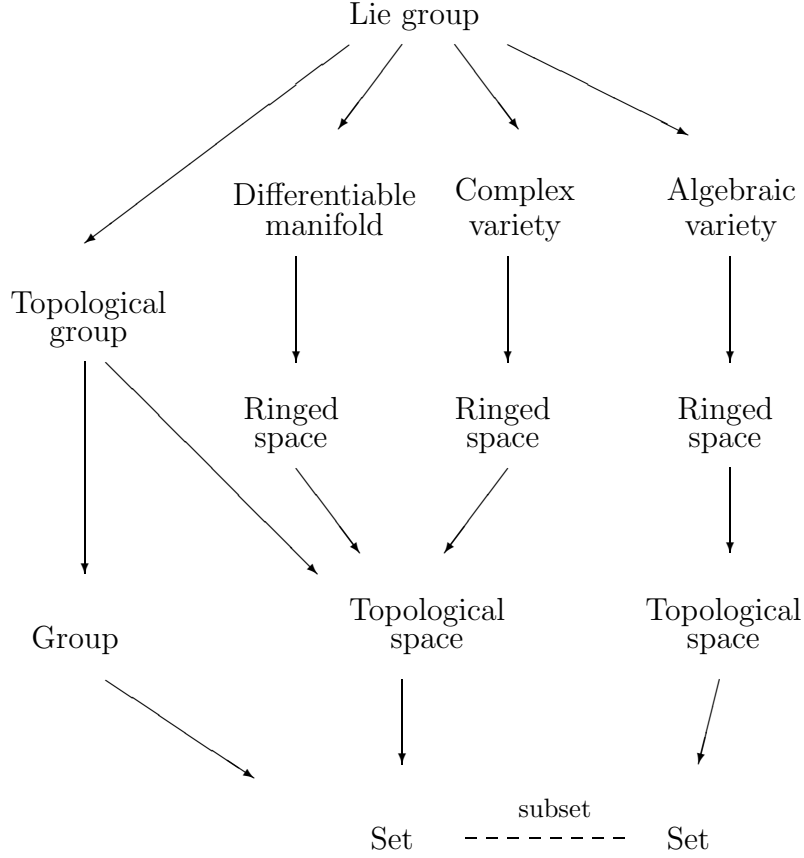 Lie group
Differentiable
manifold
Complex
variety
Algebraic
variety
Topological
group
Ringed
space
Ringed
space
Ringed
space
Group
Topological
space
Topological
space
subset
Set
Set